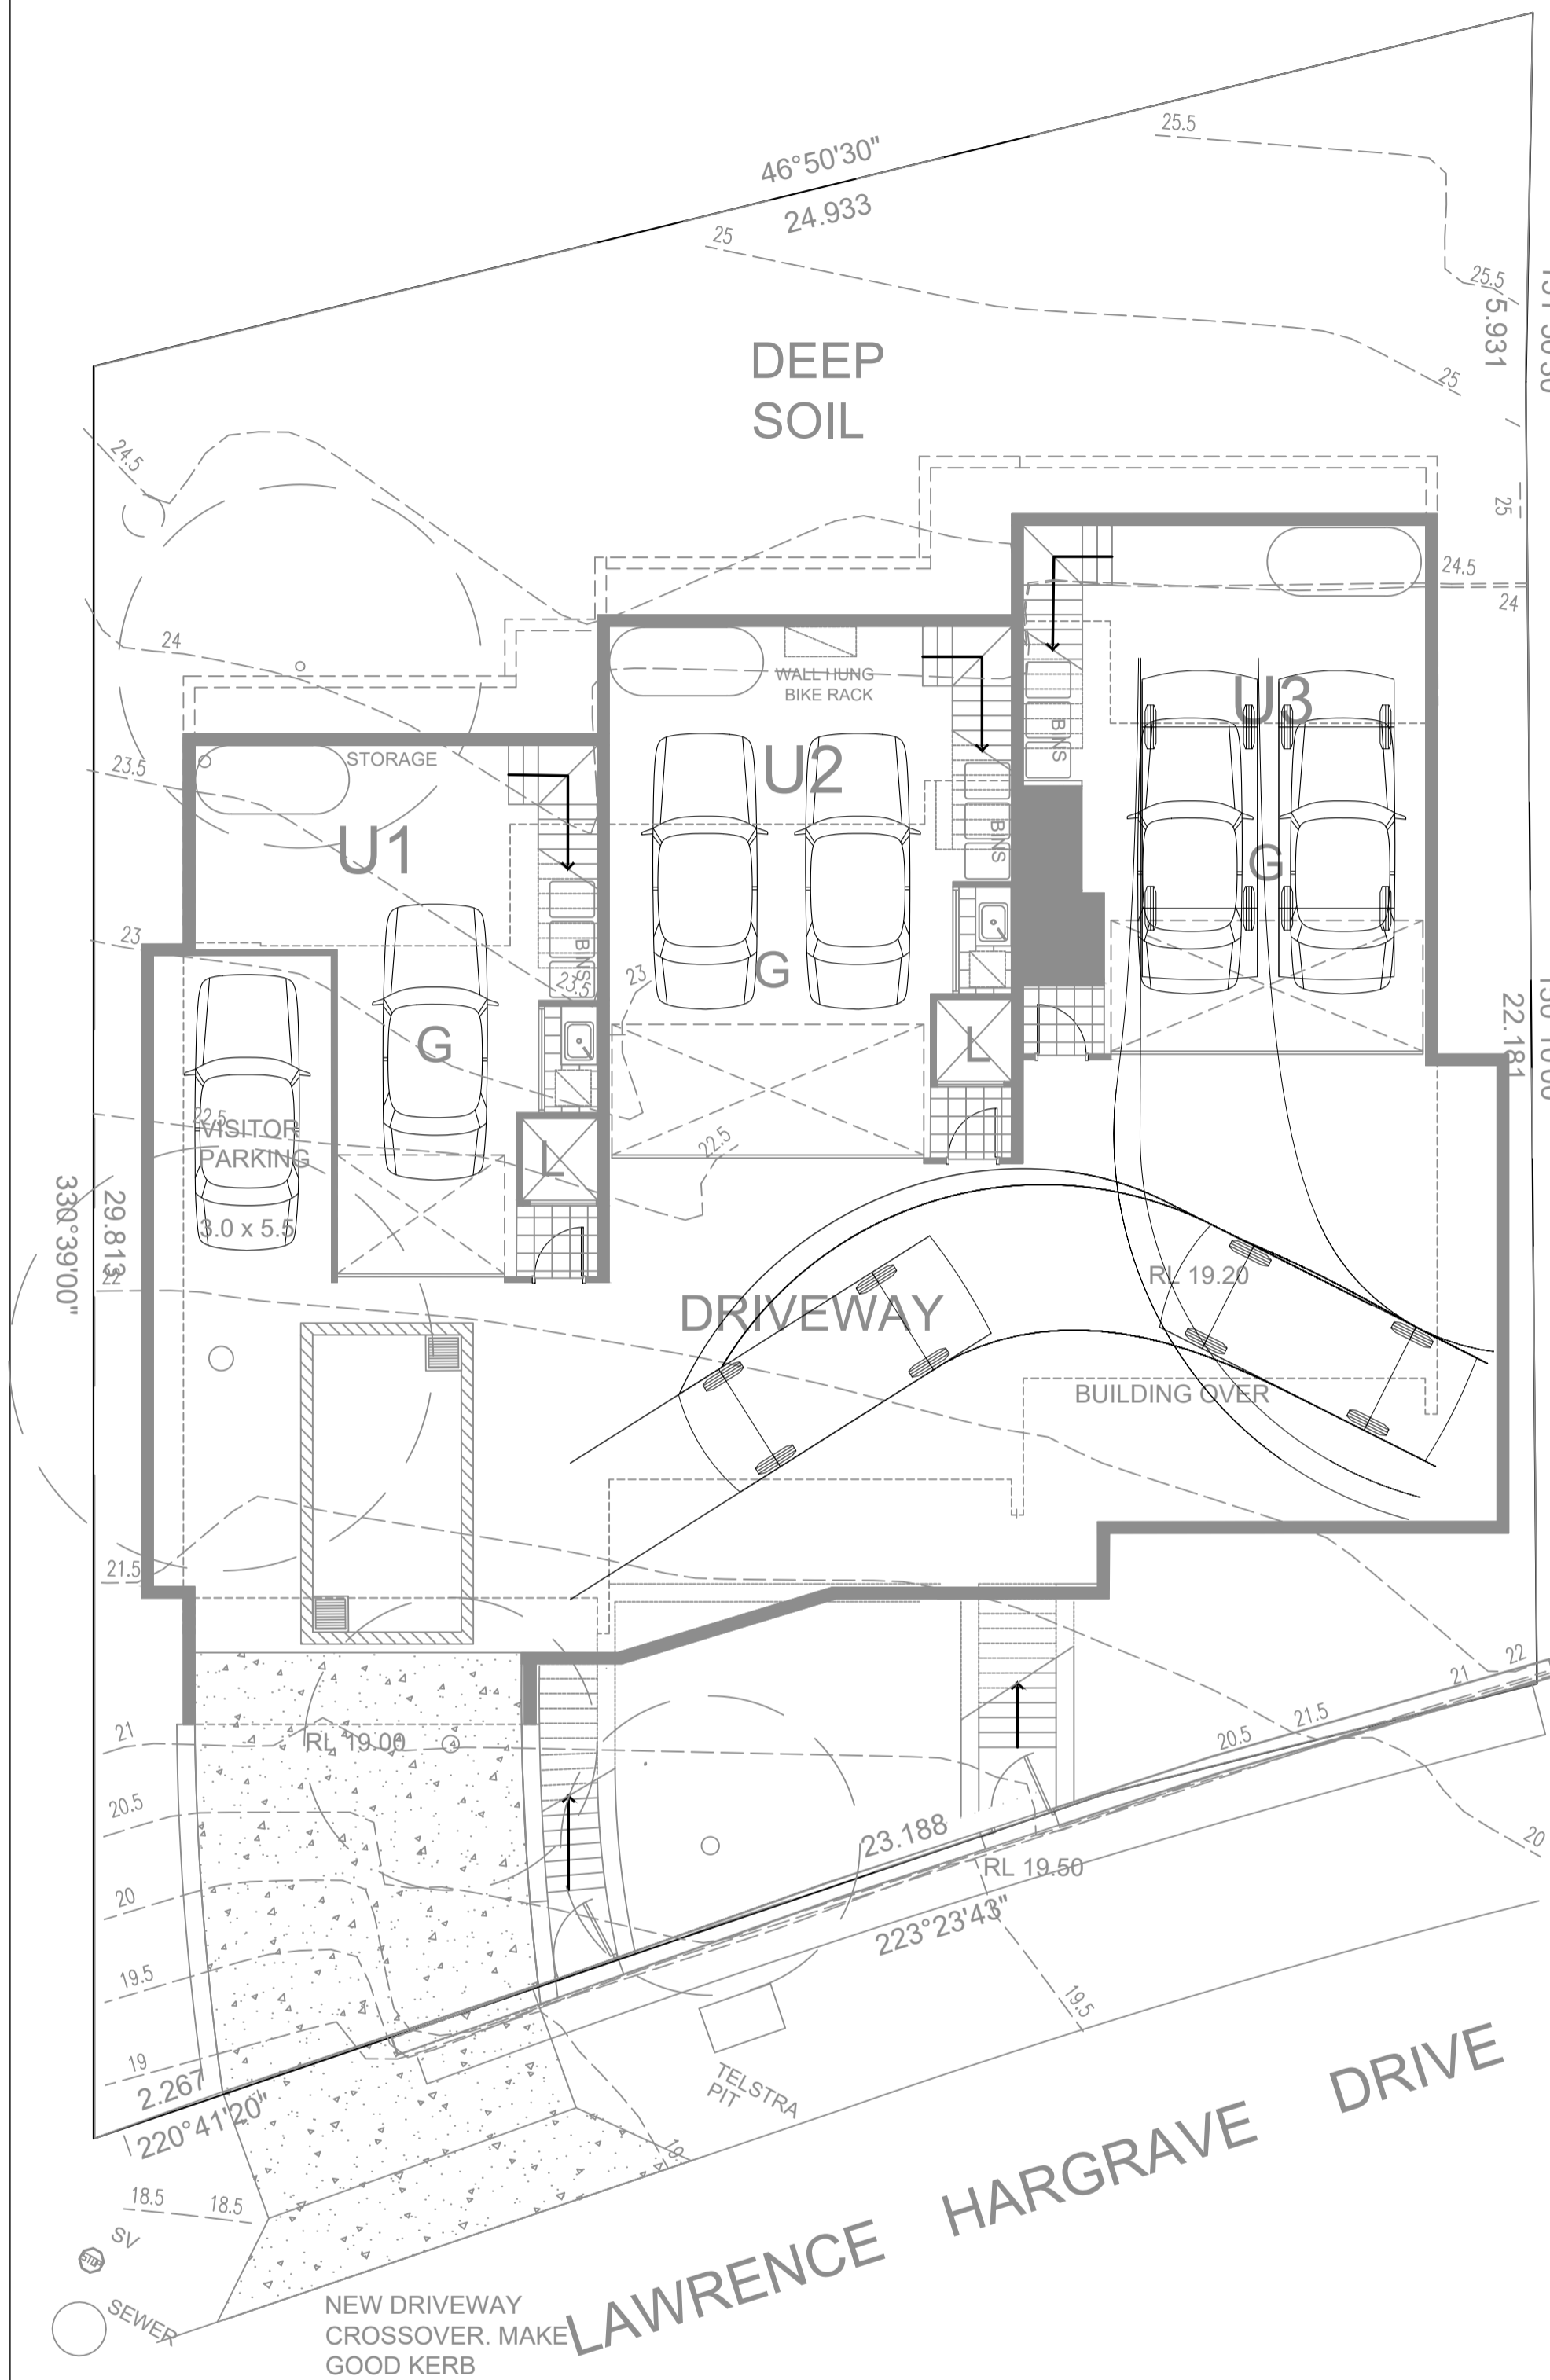 46°50'30"
24.933
25.5
25
25.5
5.931
25
DEEP
SOIL
24.5
25
24.5
24
24
WALL HUNG
BIKE RACK
U3
BINS
STORAGE
U2
23.5
U1
BINS
G
23
BINS
23.5
23
G
G
L
22.181
22.5
VISITOR
PARKING
22.5
L
3.0 x 5.5
29.813
330°39'00"
22
RL 19.20
DRIVEWAY
BUILDING OVER
21.5
22
21
21.5
20.5
21
RL 19.00
20.5
23.188
20
RL 19.50
20
223°23'43"
19.5
19.5
19
2.267
220°41'20"
TELSTRA
PIT
19
18.5
18.5
SV
STOP
SEWER
LAWRENCE HARGRAVE DRIVE
NEW DRIVEWAY
CROSSOVER. MAKE
GOOD KERB